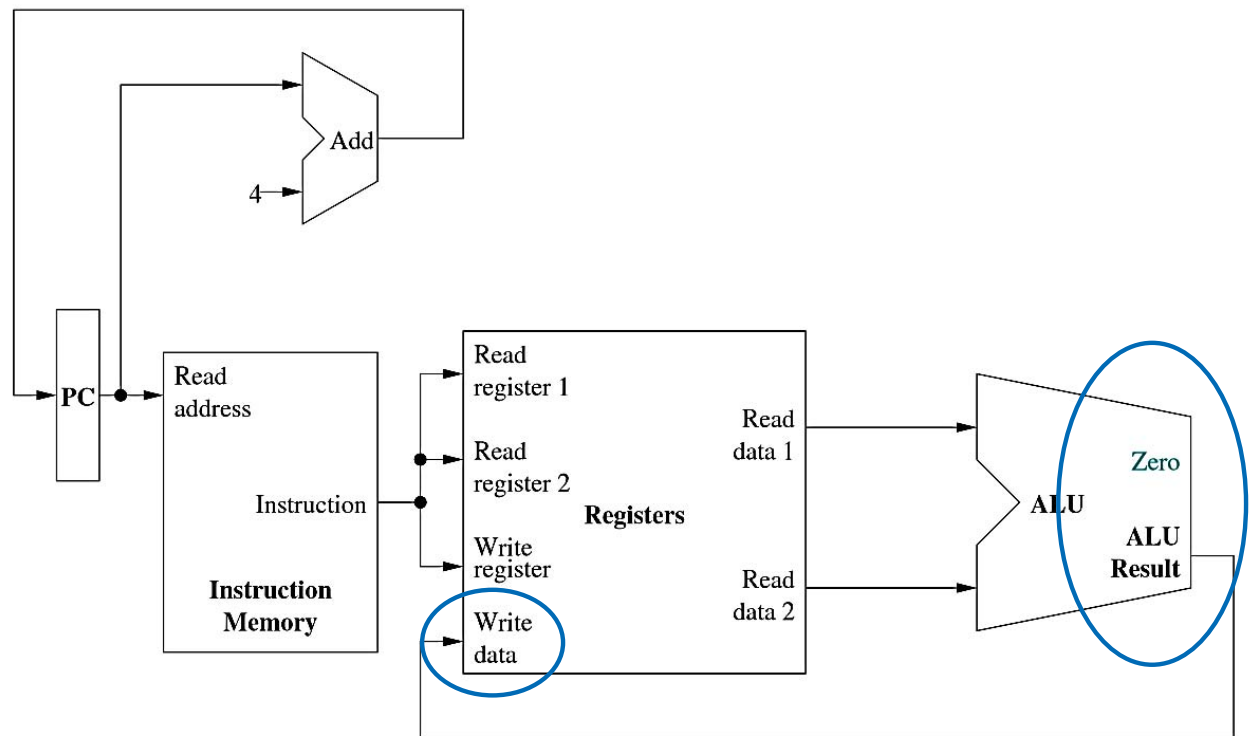 Add
4
PC
Read
address
Instruction
Instruction
Memory
Read
register 1
Read
register 2
Write
register
Write
data
Registers
Read
data 1
Read
data 2
Zero
ALU
ALU
Result